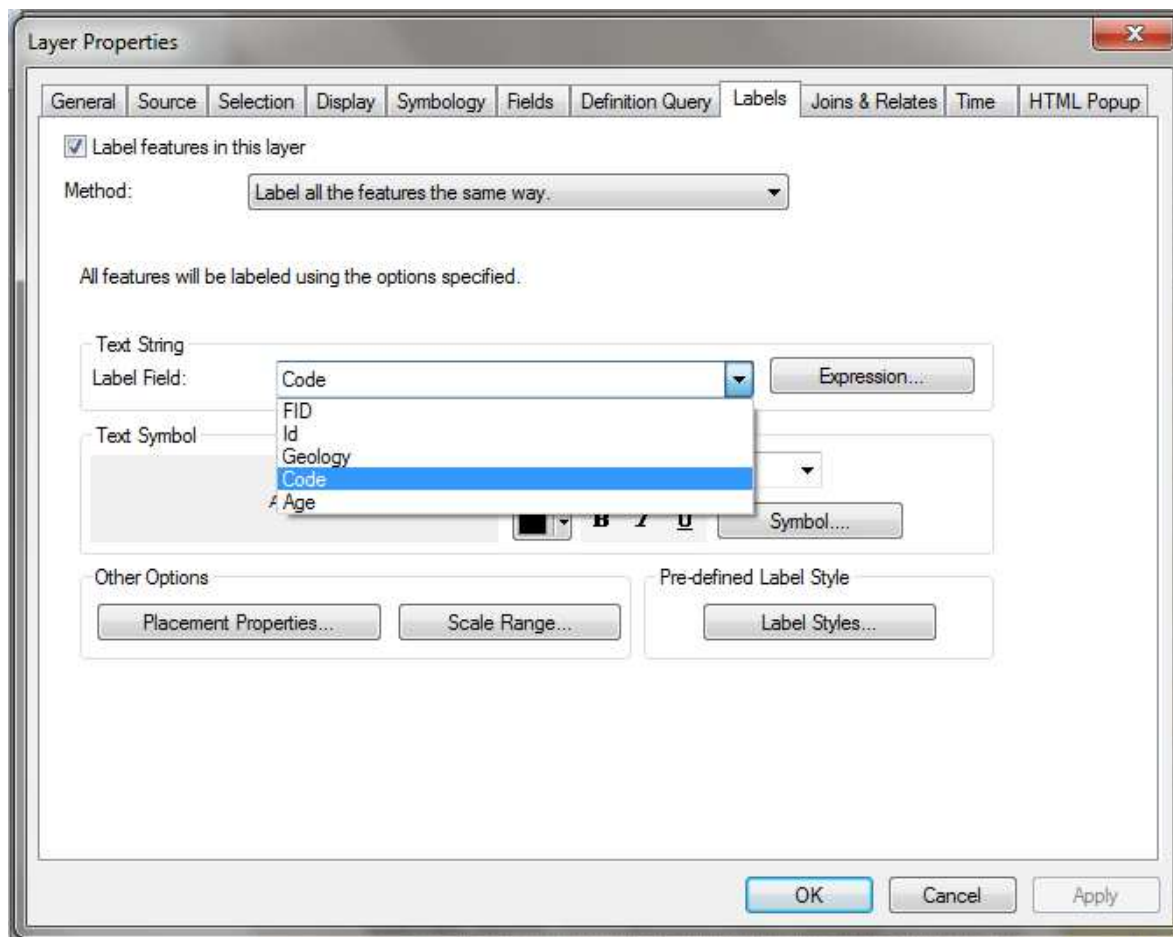 Layer Properties
General Source Selection Display Symbology Fields Definition Query Labels Joins & Relates Time HTML Popup
Label features in this layer
Method: Label all the features the same way.
All features will be labeled using the options specified.
Text String
Label Field: Code Expression...
FID
Id
Text Symbol
Geology
Code
Age
B I U Symbol....
Other Options Pre-defined Label Style
Placement Properties... Scale Range... Label Styles...
OK Cancel Apply